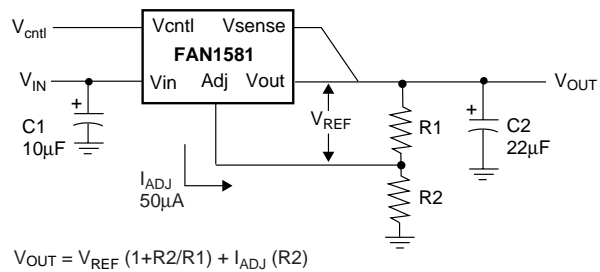 Vcntl
Vcntl Vsense
FAN1581
VIN
Vin Adj Vout
VOUT
+
C1
10µF
VREF
R1
+
C2
22µF
IADJ
50µA
R2
VOUT = VREF (1+R2/R1) + IADJ (R2)